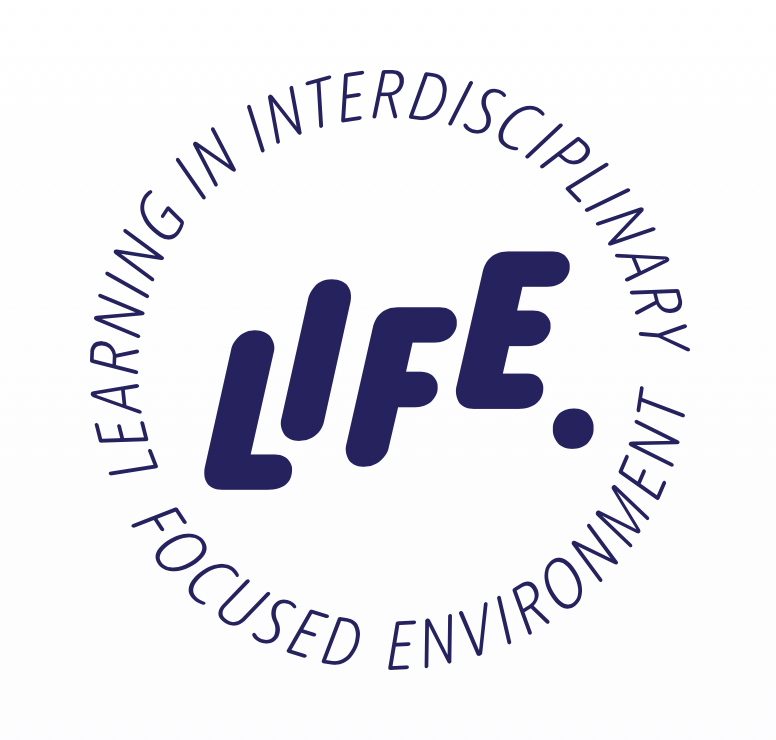 LEARNING IN INTERDISCIPLINARY
LIFE.
FOCUSED ENVIRONMENT